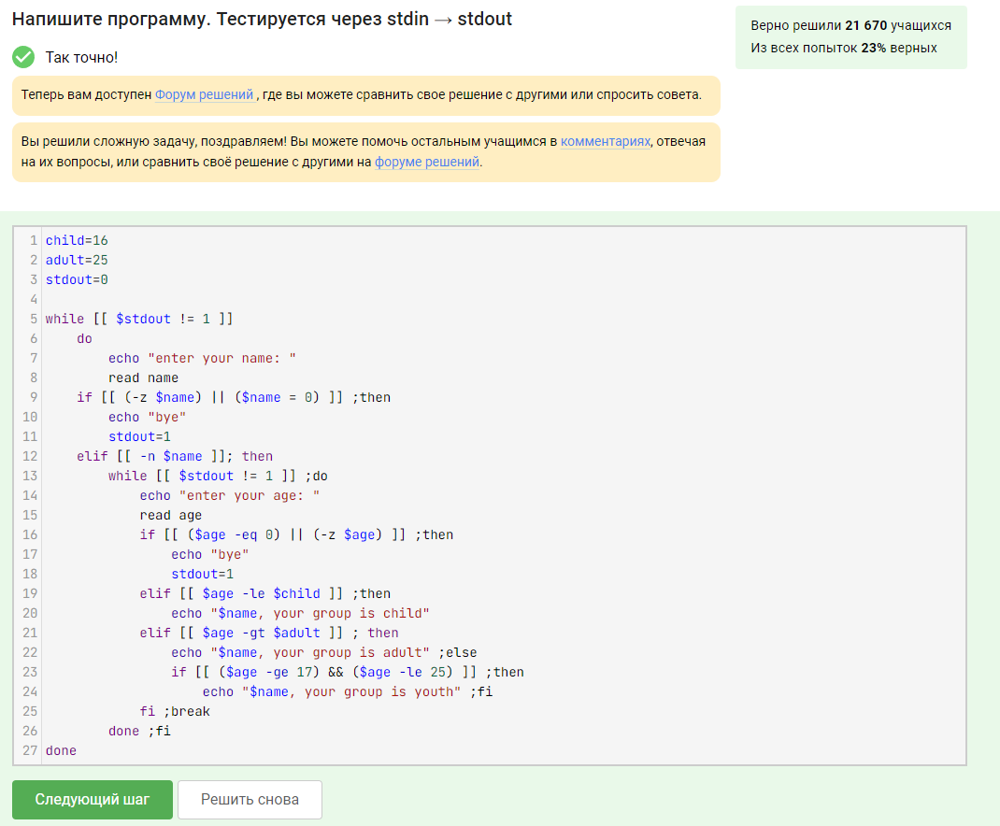 Напишите программу. Тестируется через stdin → stdout
Верно решили 21 670 учащихся
Из всех попыток 23% верных
Так точно!
Теперь вам доступен Форум решений , где вы можете сравнить свое решение с другими или спросить совета.
Вы решили сложную задачу, поздравляем! Вы можете помочь остальным учащимся в комментариях, отвечая
на их вопросы, или сравнить своё решение с другими на форуме решений.
1 child=16
2 adult=25
3 stdout=0
4
5 while [[ $stdout != 1 ]]
6     do
7         echo "enter your name: "
8         read name
9     if [[ (-z $name) || ($name = 0) ]] ;then
10         echo "bye"
11         stdout=1
12     elif [[ -n $name ]]; then
13         while [[ $stdout != 1 ]] ;do
14             echo "enter your age: "
15             read age
16             if [[ ($age -eq 0) || (-z $age) ]] ;then
17                 echo "bye"
18                 stdout=1
19             elif [[ $age -le $child ]] ;then
20                 echo "$name, your group is child"
21             elif [[ $age -gt $adult ]] ; then
22                 echo "$name, your group is adult" ;else
23                 if [[ ($age -ge 17) && ($age -le 25) ]] ;then
24                     echo "$name, your group is youth" ;fi
25             fi ;break
26         done ;fi
27 done
Следующий шаг
Решить снова